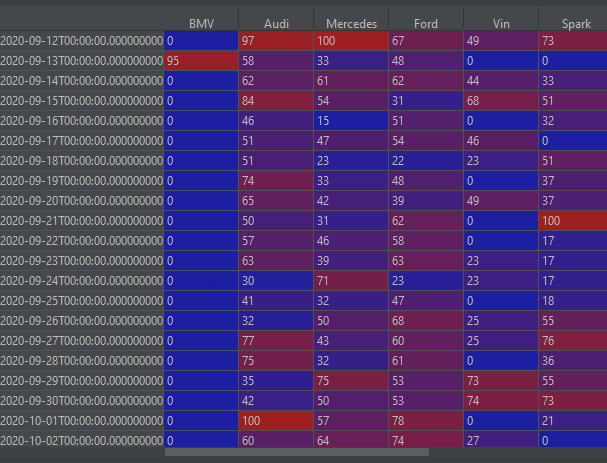 BMV Audi Mercedes Ford Vin Spark
2020-09-12T00:00:00.000000000 0 97 100 67 49 73
2020-09-13T00:00:00.000000000 95 58 33 48 0 0
2020-09-14T00:00:00.000000000 0 62 61 62 44 33
2020-09-15T00:00:00.000000000 0 84 54 31 68 51
2020-09-16T00:00:00.000000000 0 46 15 51 0 32
2020-09-17T00:00:00.000000000 0 51 47 54 46 0
2020-09-18T00:00:00.000000000 0 51 23 22 23 51
2020-09-19T00:00:00.000000000 0 74 33 48 0 37
2020-09-20T00:00:00.000000000 0 65 42 39 49 37
2020-09-21T00:00:00.000000000 0 50 31 62 0 100
2020-09-22T00:00:00.000000000 0 57 46 58 0 17
2020-09-23T00:00:00.000000000 0 63 39 63 23 17
2020-09-24T00:00:00.000000000 0 30 71 23 23 17
2020-09-25T00:00:00.000000000 0 41 32 47 0 18
2020-09-26T00:00:00.000000000 0 32 50 68 25 55
2020-09-27T00:00:00.000000000 0 77 43 60 25 76
2020-09-28T00:00:00.000000000 0 75 32 61 0 36
2020-09-29T00:00:00.000000000 0 35 75 53 73 55
2020-09-30T00:00:00.000000000 0 42 50 53 74 73
2020-10-01T00:00:00.000000000 0 100 57 78 0 21
2020-10-02T00:00:00.000000000 0 60 64 74 27 0